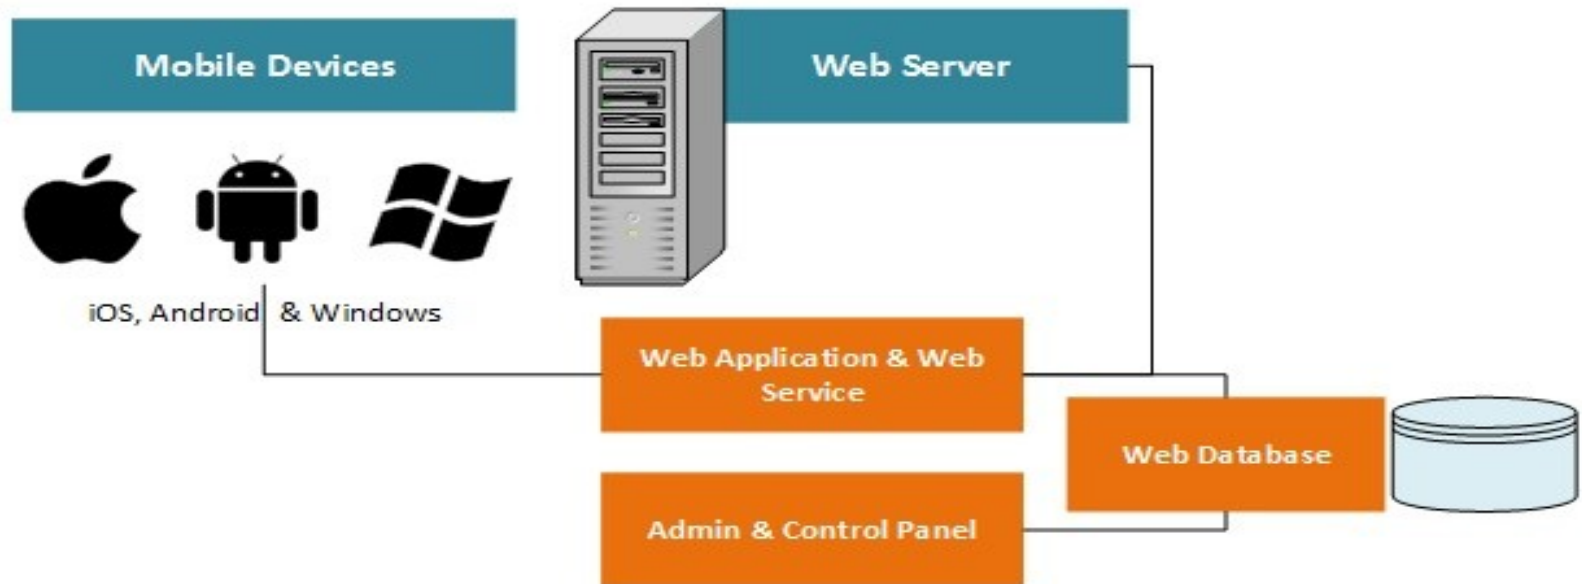 Mobile Devices
Web Server
iOS, Android & Windows
Web Application & Web
Service
Web Database
Admin & Control Panel